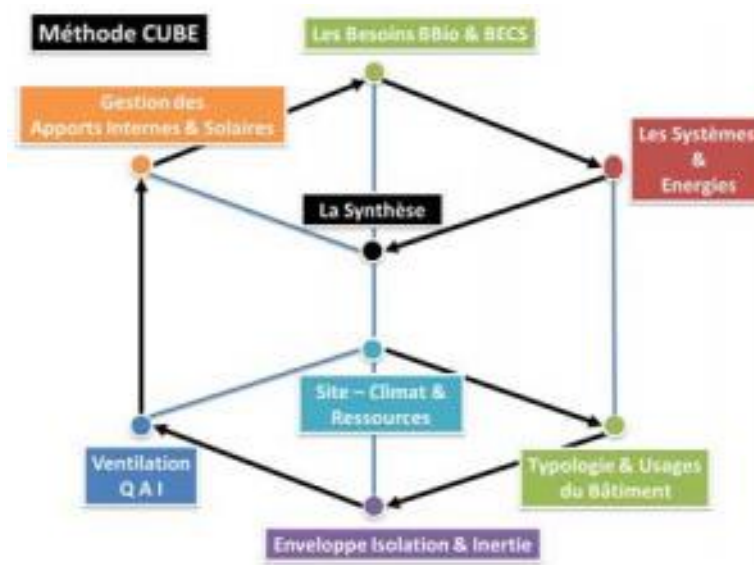 Méthode CUBE
Les Besoins BBio & BECS
Gestion des
Apports Internes & Solaires
Les Systèmes
&
Energies
La Synthèse
Site – Climat &
Ressources
Ventilation
Q A I
Typologie & Usages
du Bâtiment
Enveloppe Isolation & Inertie